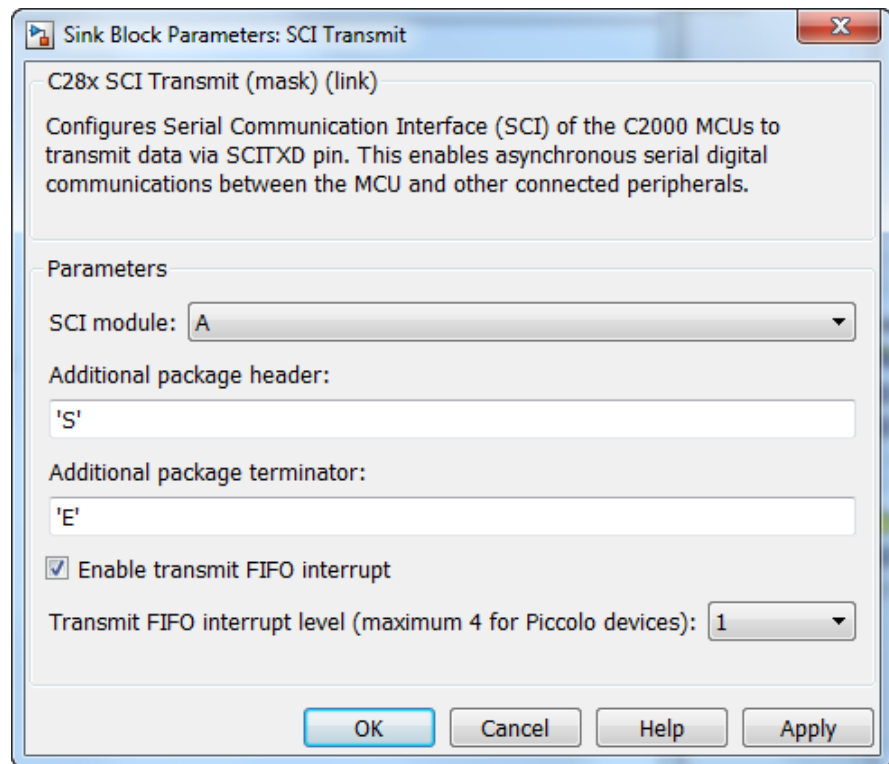 Sink Block Parameters: SCI Transmit
C28x SCI Transmit (mask) (link)
Configures Serial Communication Interface (SCI) of the C2000 MCUs to
transmit data via SCITXD pin. This enables asynchronous serial digital
communications between the MCU and other connected peripherals.
Parameters
SCI module: A
Additional package header:
'S'
Additional package terminator:
'E'
Enable transmit FIFO interrupt
Transmit FIFO interrupt level (maximum 4 for Piccolo devices): 1
OK Cancel Help Apply